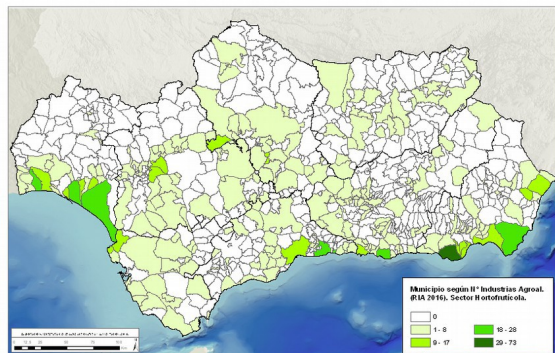 Municipio según Nº Industrias Agroal.
(RIA 2016). Sector Hortofrutícola.
0
1 - 8
9 - 17
18 - 28
29 - 73